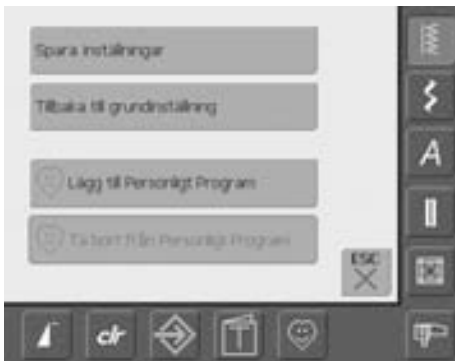 Spara inställningar
Tillbaka till grundinställning
Lägg till Personligt Program
Ta bort från Personligt Program
ESC
A
clr